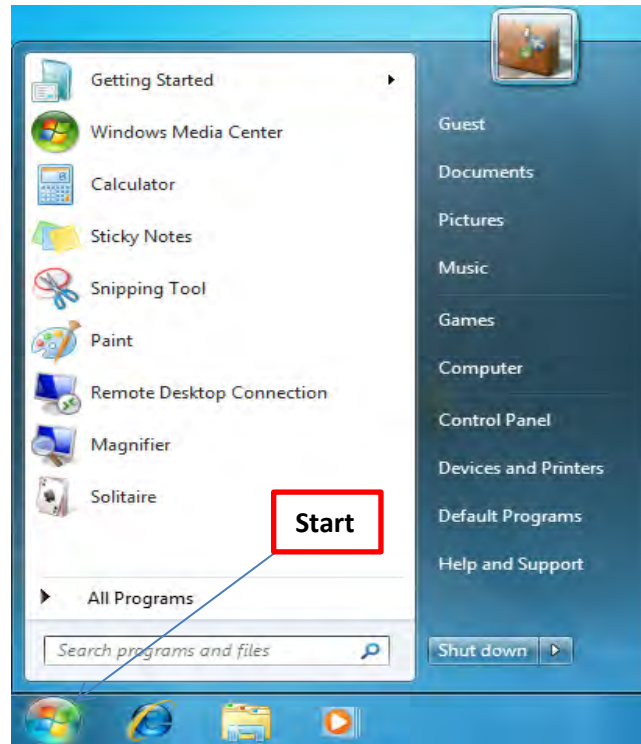 Getting Started
Windows Media Center
Calculator
Sticky Notes
Snipping Tool
Paint
Remote Desktop Connection
Magnifier
Solitaire
Start
All Programs
Search programs and files
Guest
Documents
Pictures
Music
Games
Computer
Control Panel
Devices and Printers
Default Programs
Help and Support
Shut down